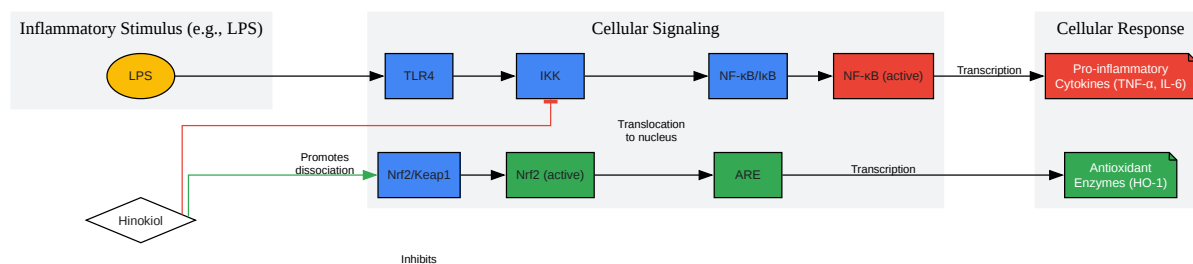 Inflammatory Stimulus (e.g., LPS)
Cellular Signaling
Cellular Response
LPS
TLR4
IKK
NF-κB/IκB
NF-κB (active)
Transcription
Pro-inflammatory
Cytokines (TNF-α, IL-6)
Translocation
to nucleus
Promotes
dissociation
Nrf2/Keap1
Nrf2 (active)
ARE
Transcription
Antioxidant
Enzymes (HO-1)
Hinokiol
Inhibits